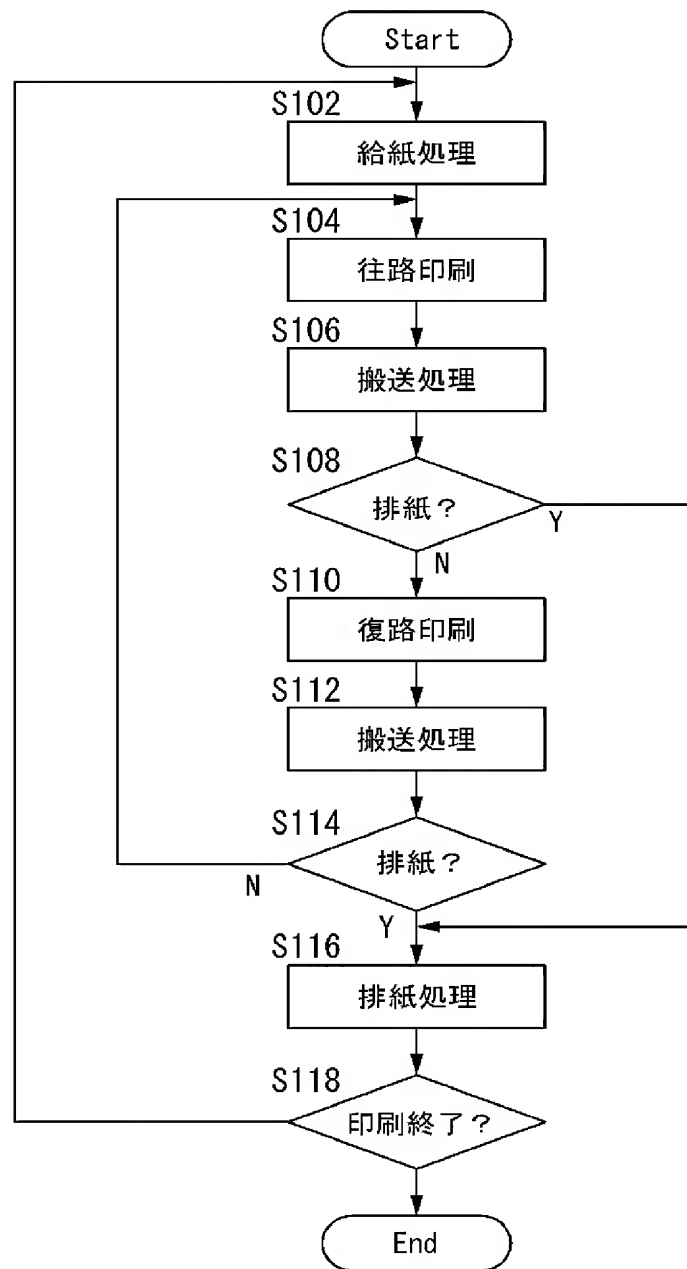 Start
S102
給紙処理
S104
往路印刷
S106
搬送処理
S108
排紙？
Y
N
S110
復路印刷
S112
搬送処理
S114
排紙？
N
Y
S116
排紙処理
S118
印刷終了？
End